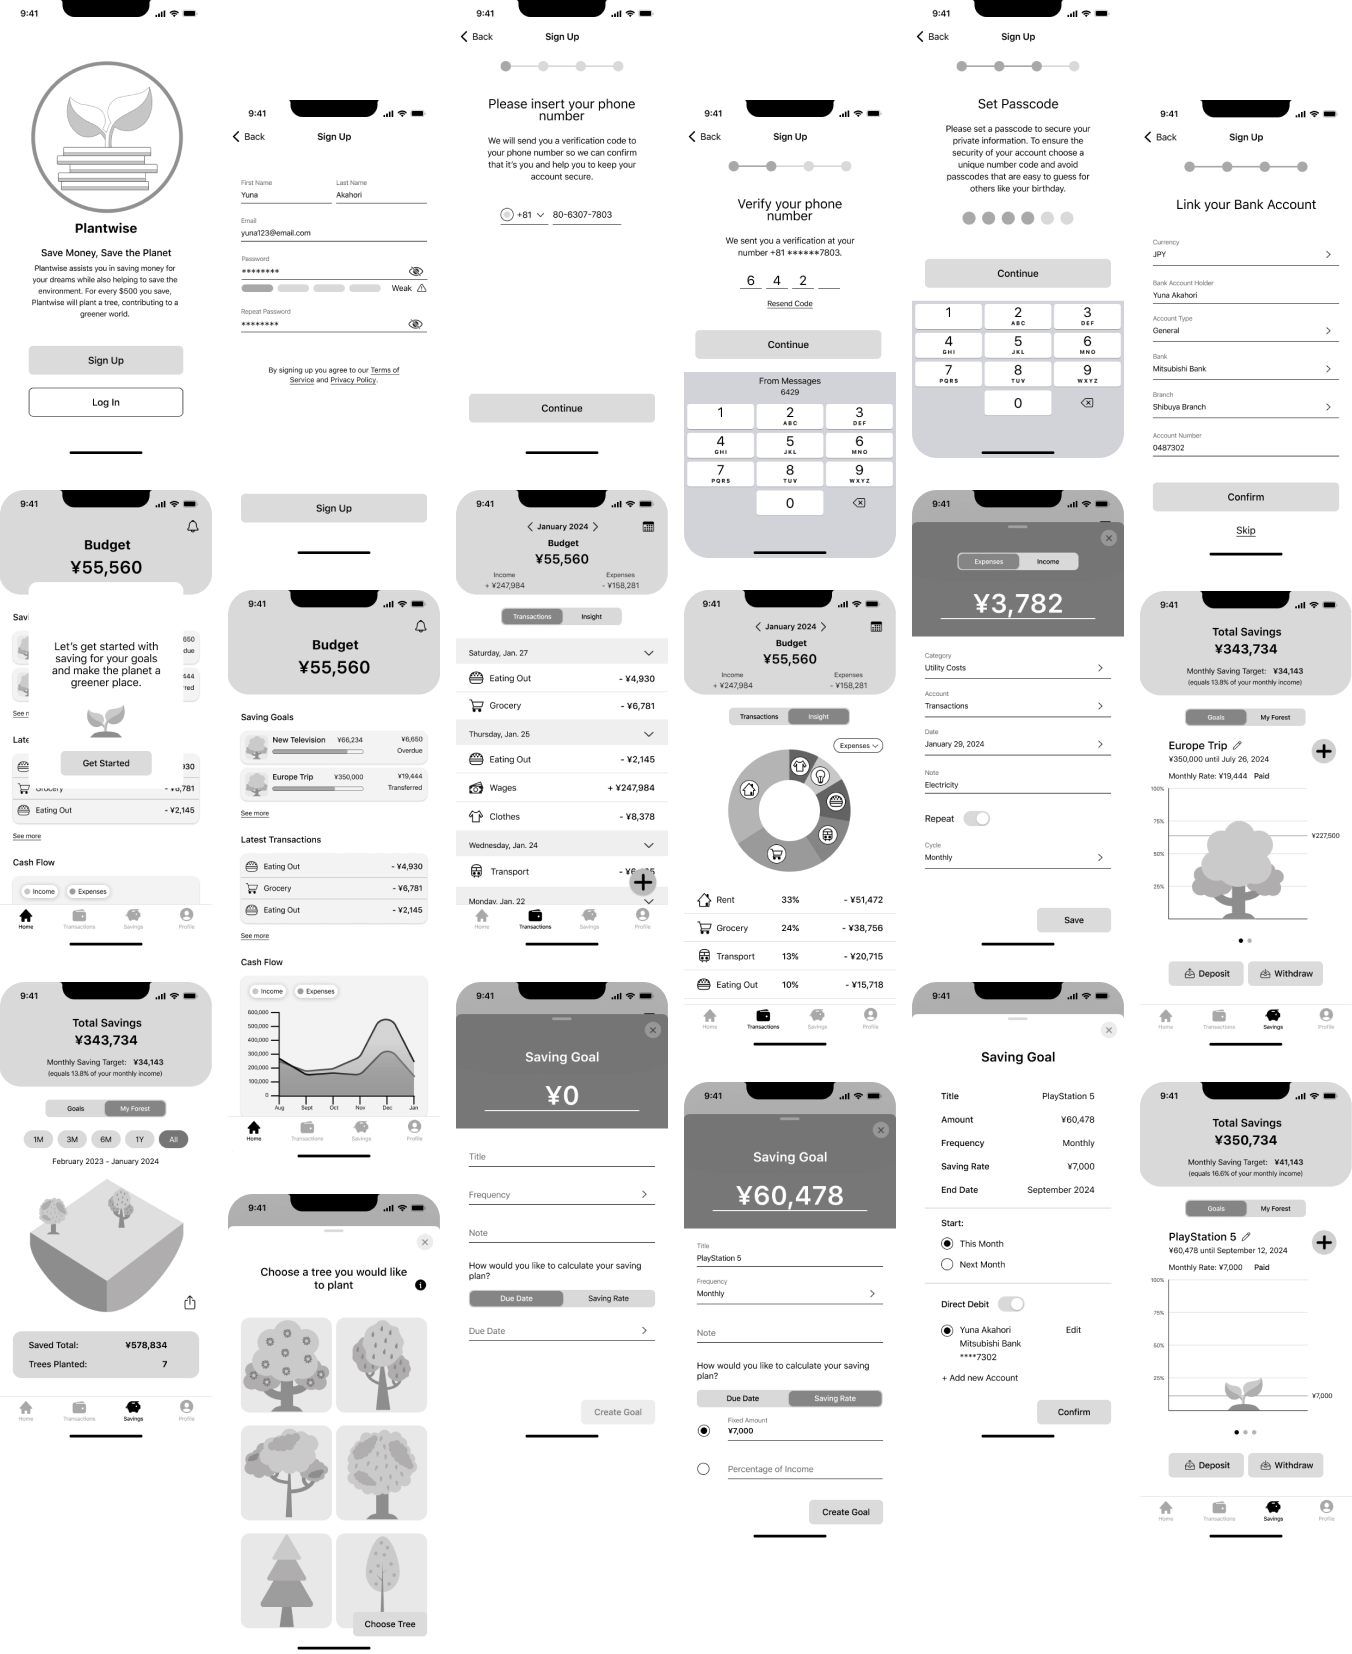 9:41
Plantwise
Save Money, Save the Planet
Plantwise assists you in saving money for
your dreams while also helping to save the
environment. For every $500 you save,
Plantwise will plant a tree, contributing to a
greener world.
Sign Up
Log In
9:41
Back
Sign Up
First Name
Last Name
Yuna
Akahori
Email
yuna123@email.com
Password
********
Weak
Repeat Password
********
By signing up you agree to our Terms of
Service and Privacy Policy.
Sign Up
9:41
Back
Sign Up
Please insert your phone
number
We will send you a verification code to
your phone number so we can confirm
that it's you and help you to keep your
account secure.
+81
80-6307-7803
Continue
9:41
Back
Sign Up
Verify your phone
number
We sent you a verification at your
number +81 ******7803.
6 4 2
Resend Code
Continue
From Messages
6429
1 2 3
ABC DEF
4 5 6
GHI JKL MNO
7 8 9
PQRS TUV WXYZ
0
9:41
Back
Sign Up
Set Passcode
Please set a passcode to secure your
private information. To ensure the
security of your account choose a
unique number code and avoid
passcodes that are easy to guess for
others like your birthday.
Continue
1 2 3
ABC DEF
4 5 6
GHI JKL MNO
7 8 9
PQRS TUV WXYZ
0
9:41
Back
Sign Up
Link your Bank Account
Currency
JPY
Bank Account Holder
Yuna Akahori
Account Type
General
Bank
Mitsubishi Bank
Branch
Shibuya Branch
Account Number
0487302
Confirm
Skip
9:41
Budget
¥55,560
Savi
650
due
Let's get started with
saving for your goals
and make the planet a
greener place.
444
red
See n
Late
Get Started
930
Grocery
- ¥6,781
Eating Out
- ¥2,145
See more
Cash Flow
Income
Expenses
Home
Transactions
Savings
Profile
9:41
Budget
¥55,560
Saving Goals
New Television ¥66,234 ¥6,650
Overdue
Europe Trip ¥350,000 ¥19,444
Transferred
See more
Latest Transactions
Eating Out - ¥4,930
Grocery - ¥6,781
Eating Out - ¥2,145
See more
Cash Flow
Income
Expenses
600,000
500,000
400,000
300,000
200,000
100,000
0
Aug Sept Oct Nov Dec Jan
Home
Transactions
Savings
Profile
9:41
January 2024
Budget
¥55,560
Income
Expenses
+ ¥247,984
- ¥158,281
Transactions
Insight
Saturday, Jan. 27
Eating Out - ¥4,930
Grocery - ¥6,781
Thursday, Jan. 25
Eating Out - ¥2,145
Wages + ¥247,984
Clothes - ¥8,378
Wednesday, Jan. 24
Transport
Monday, Jan. 22
Home
Transactions
Savings
Profile
9:41
January 2024
Budget
¥55,560
Income
Expenses
+ ¥247,984
- ¥158,281
Transactions
Insight
Expenses
Rent 33% - ¥51,472
Grocery 24% - ¥38,756
Transport 13% - ¥20,715
Eating Out 10% - ¥15,718
Home
Transactions
Savings
Profile
9:41
Expenses
Income
¥3,782
Category
Utility Costs
Account
Transactions
Date
January 29, 2024
Note
Electricity
Repeat
Cycle
Monthly
Save
9:41
Total Savings
¥343,734
Monthly Saving Target: ¥34,143
(equals 13.8% of your monthly income)
Goals
My Forest
Europe Trip
¥350,000 until July 26, 2024
Monthly Rate: ¥19,444 Paid
100%
75%
¥227,500
50%
25%
Deposit
Withdraw
Home
Transactions
Savings
Profile
9:41
Total Savings
¥343,734
Monthly Saving Target: ¥34,143
(equals 13.8% of your monthly income)
Goals
My Forest
1M 3M 6M 1Y All
February 2023 - January 2024
Saved Total: ¥578,834
Trees Planted: 7
Home
Transactions
Savings
Profile
9:41
Choose a tree you would like
to plant
Choose Tree
9:41
Saving Goal
¥0
Title
Frequency
Note
How would you like to calculate your saving
plan?
Due Date
Saving Rate
Due Date
Create Goal
9:41
Saving Goal
¥60,478
Title
PlayStation 5
Frequency
Monthly
Note
How would you like to calculate your saving
plan?
Due Date
Saving Rate
Fixed Amount
¥7,000
Percentage of Income
Create Goal
9:41
Saving Goal
Title PlayStation 5
Amount ¥60,478
Frequency Monthly
Saving Rate ¥7,000
End Date September 2024
Start:
This Month
Next Month
Direct Debit
Yuna Akahori Edit
Mitsubishi Bank
****7302
+ Add new Account
Confirm
9:41
Total Savings
¥350,734
Monthly Saving Target: ¥41,143
(equals 16.6% of your monthly income)
Goals
My Forest
PlayStation 5
¥60,478 until September 12, 2024
Monthly Rate: ¥7,000 Paid
100%
75%
50%
25%
¥7,000
Deposit
Withdraw
Home
Transactions
Savings
Profile